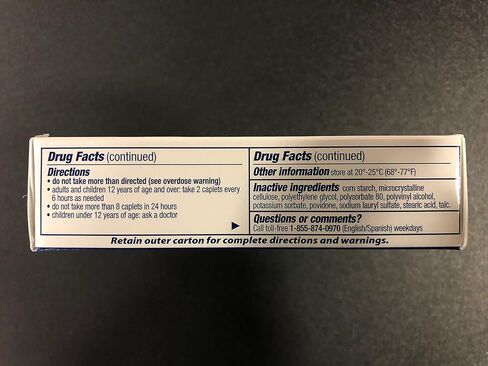 Drug Facts (continued)
Directions
• do not take more than directed (see overdose warning)
• adults and children 12 years of age and over: take 2 caplets every
6 hours as needed
• do not take more than 8 caplets in 24 hours
• children under 12 years of age: ask a doctor
Drug Facts (continued)
Other information store at 20°-25°C (68°-77°F)
Inactive ingredients corn starch, microcrystalline
cellulose, polyethylene glycol, polysorbate 80, polyvinyl alcohol,
potassium sorbate, povidone, sodium lauryl sulfate, stearic acid, talc.
Questions or comments?
Call toll-free 1-855-874-0970 (English/Spanish) weekdays
Retain outer carton for complete directions and warnings.